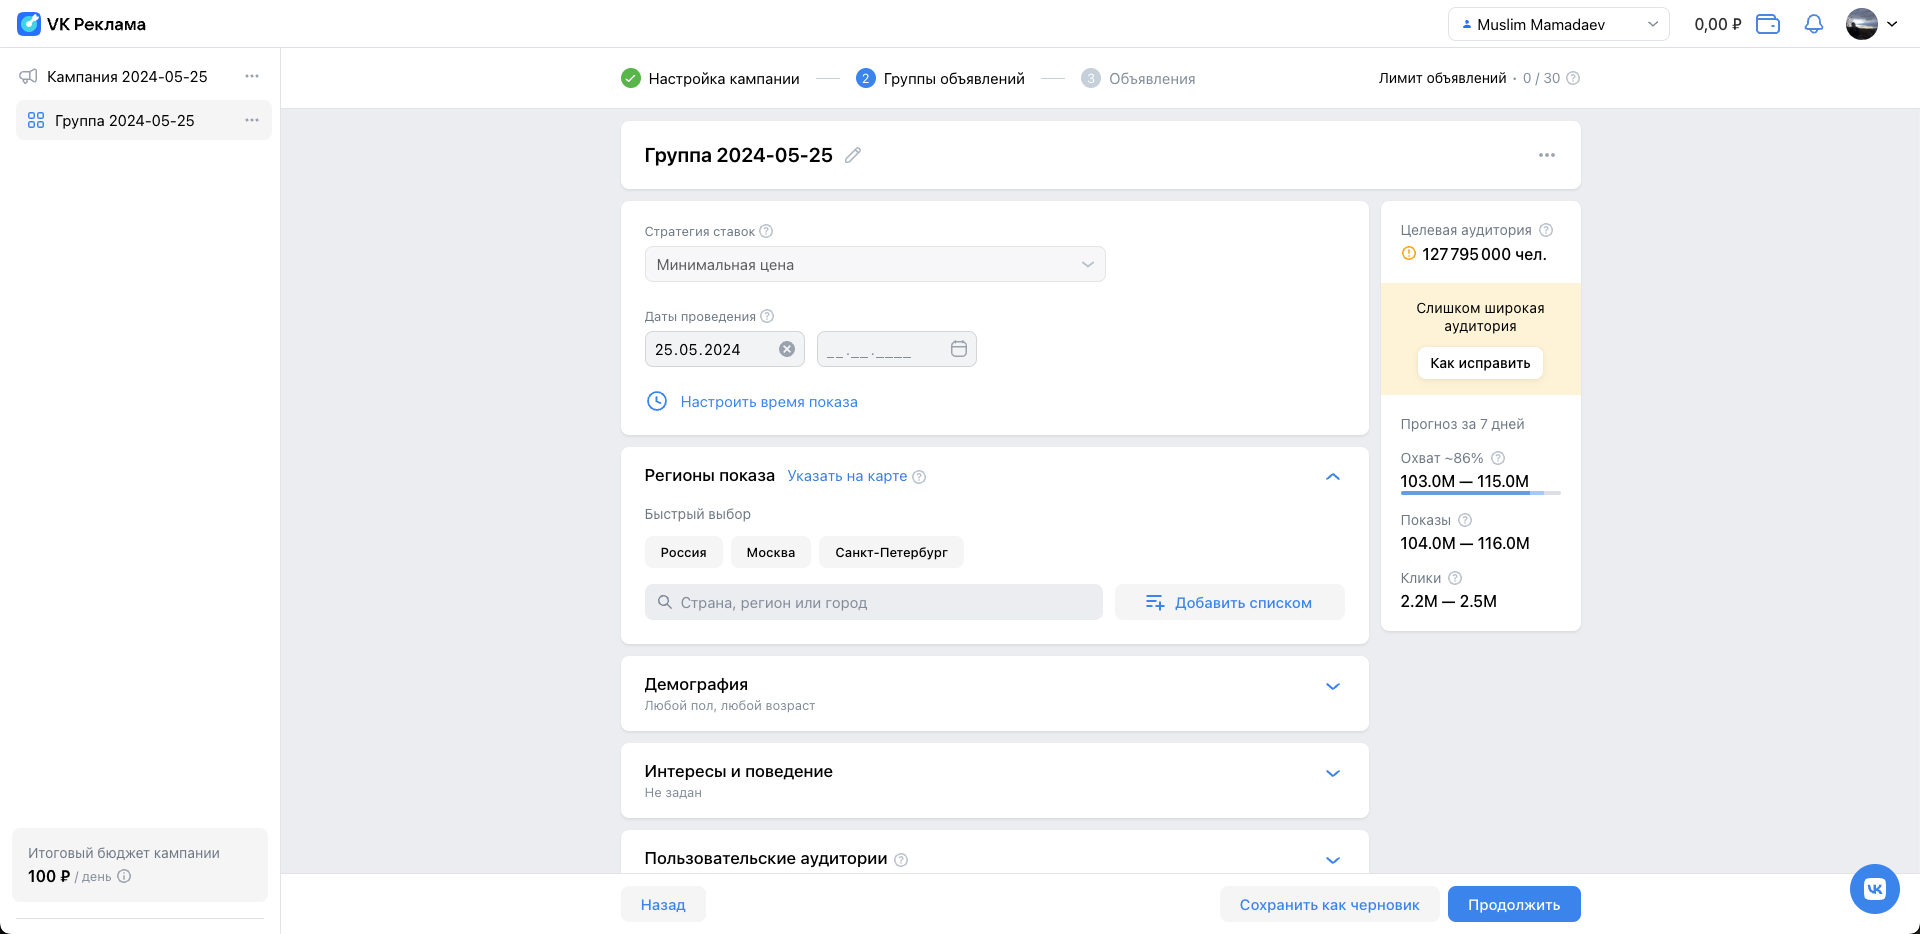 VK Реклама
Muslim Mamadaev
0,00 ₽
Кампания 2024-05-25
Группа 2024-05-25
Настройка кампании
2 Группы объявлений
3 Объявления
Лимит объявлений · 0 / 30
Группа 2024-05-25
Стратегия ставок
Минимальная цена
Даты проведения
25.05.2024
__.__.____
Настроить время показа
Регионы показа Указать на карте
Быстрый выбор
Россия
Москва
Санкт-Петербург
Страна, регион или город
Добавить списком
Демография
Любой пол, любой возраст
Интересы и поведение
Не задан
Пользовательские аудитории
Целевая аудитория
127 795 000 чел.
Слишком широкая
аудитория
Как исправить
Прогноз за 7 дней
Охват ~86%
103.0M — 115.0M
Показы
104.0M — 116.0M
Клики
2.2M — 2.5M
Итоговый бюджет кампании
100 ₽ / день
Назад
Сохранить как черновик
Продолжить